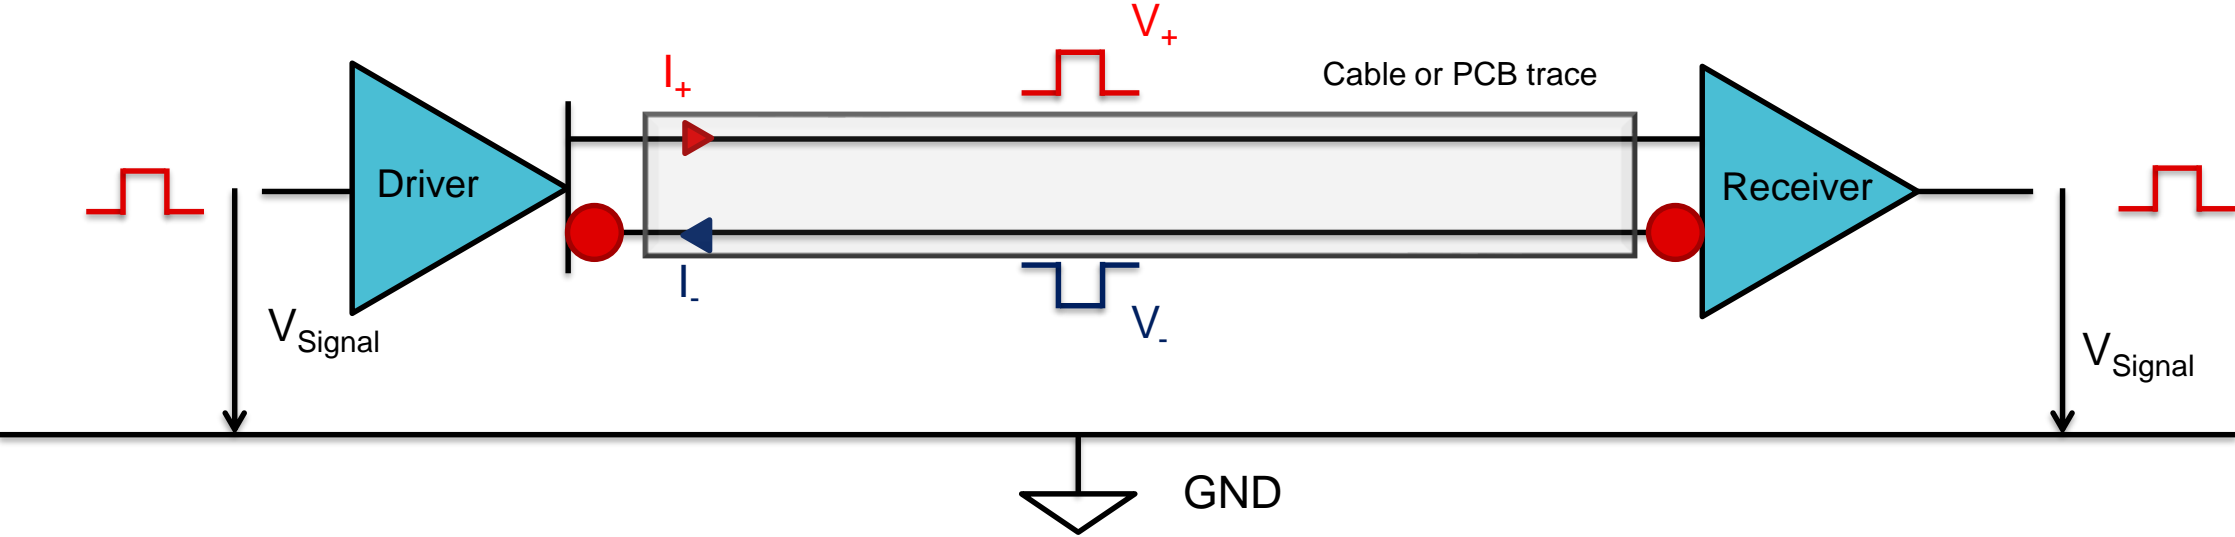 V+
I+
Cable or PCB trace
Driver
Receiver
I-
VSignal
V-
VSignal
GND